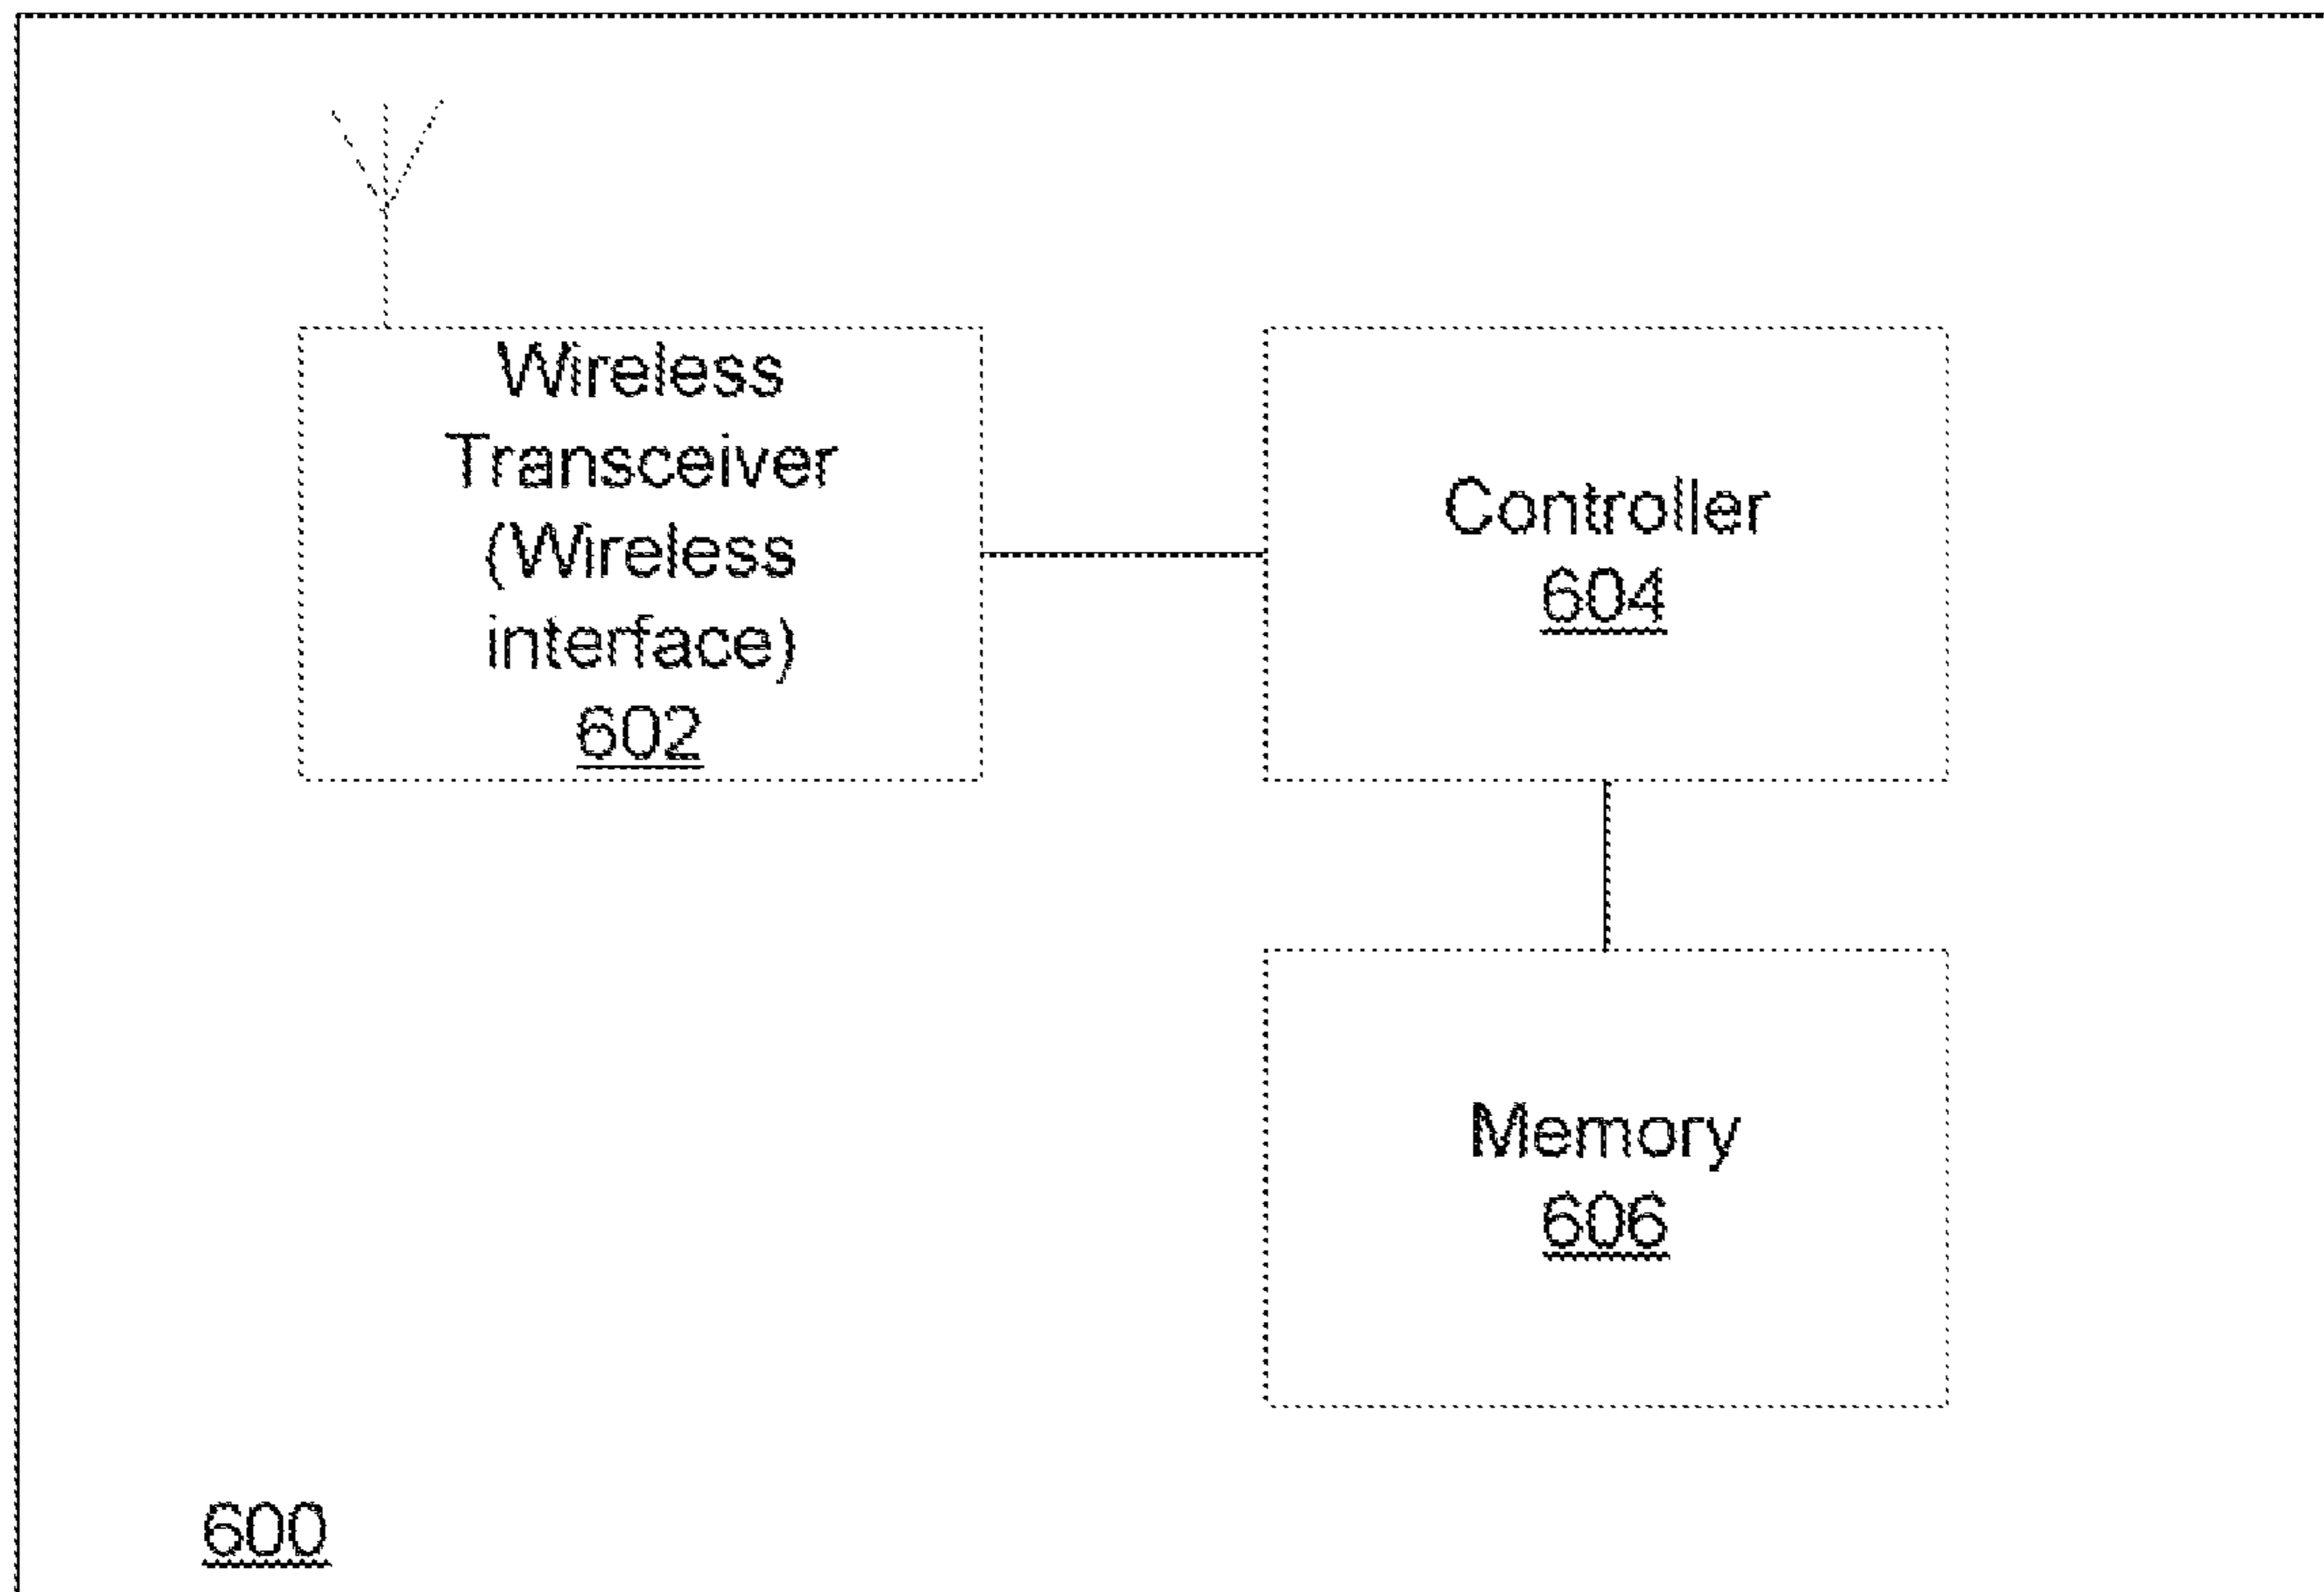 Wireless
Transceiver
(Wireless
interface)
602
Controller
604
Memory
606
600